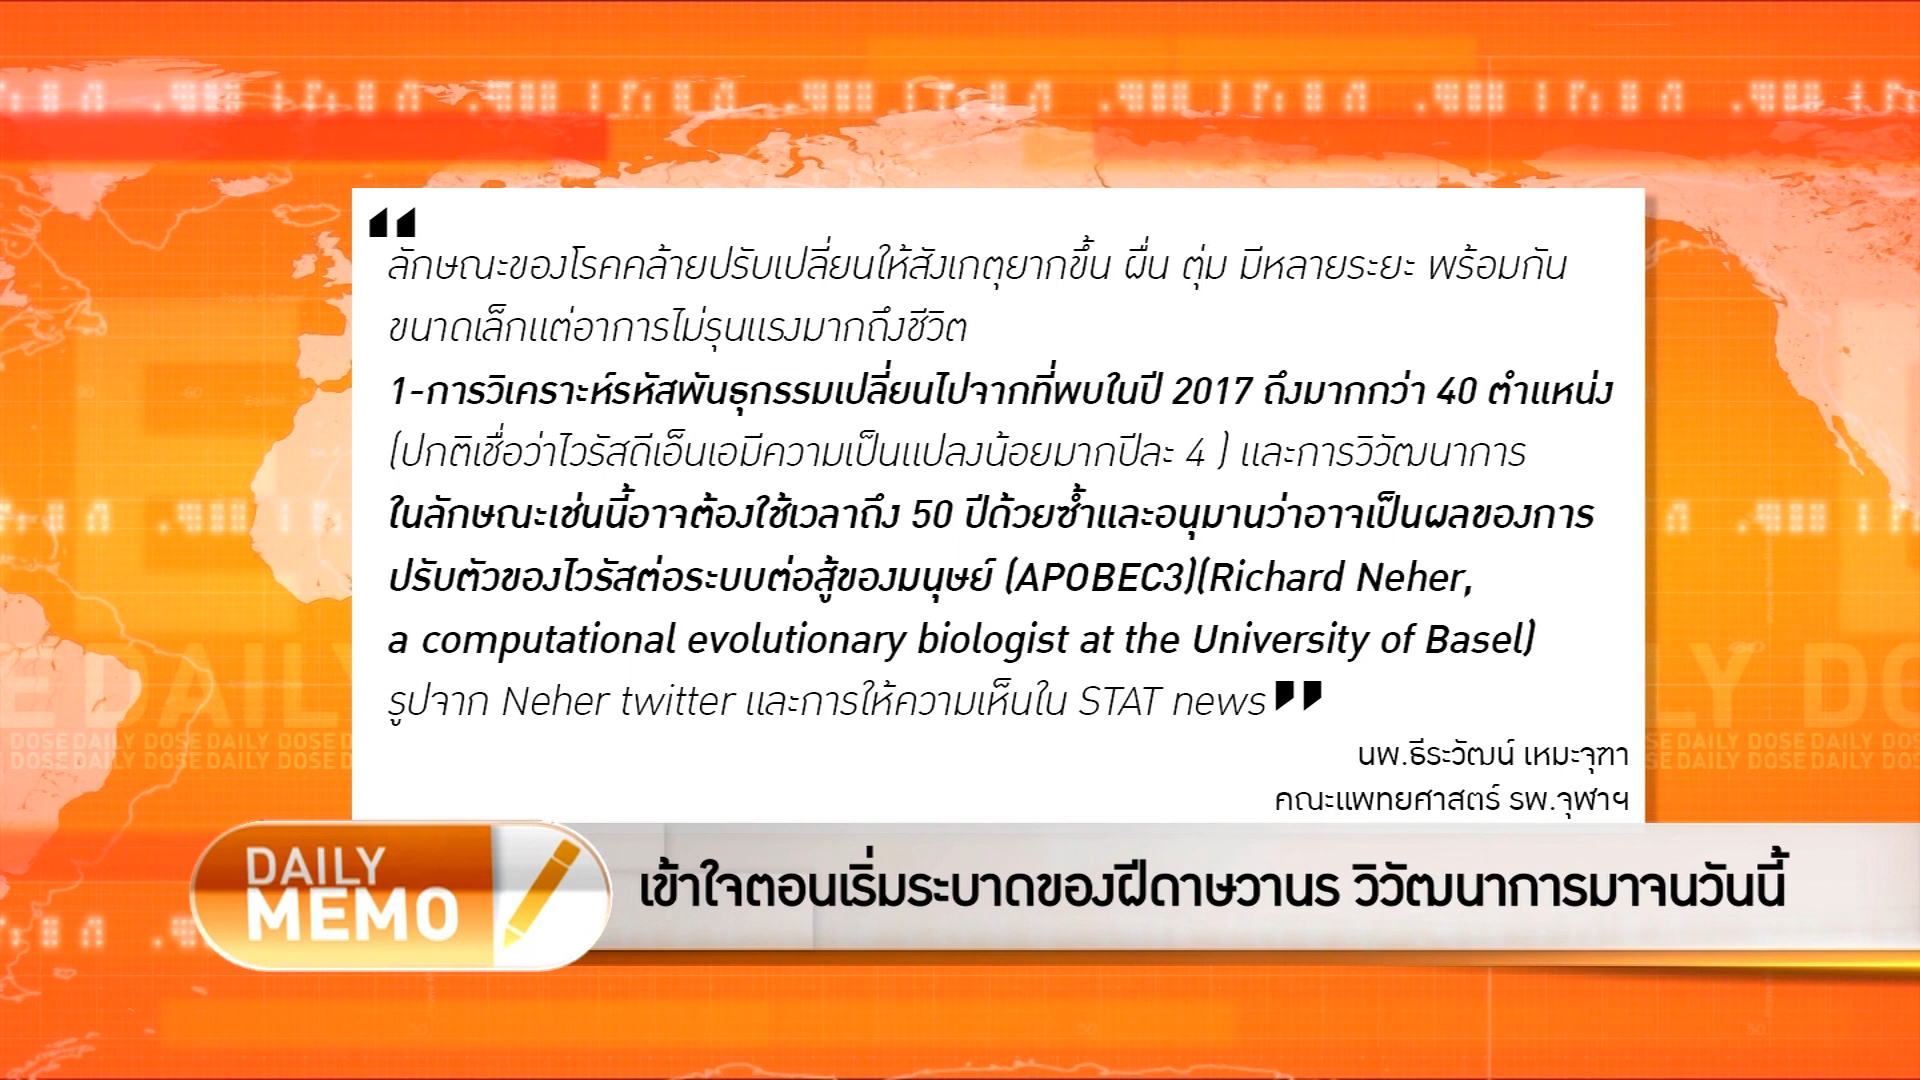 “
ลักษณะของโรคคล้ายปรับเปลี่ยนให้สังเกตุยากขึ้น ผื่น ตุ่ม มีหลายระยะ พร้อมกัน
ขนาดเล็กแต่อาการไม่รุนแรงมากถึงชีวิต
1-การวิเคราะห์รหัสพันธุกรรมเปลี่ยนไปจากที่พบในปี 2017 ถึงมากกว่า 40 ตำแหน่ง
(ปกติเชื่อว่าไวรัสดีเอ็นเอมีความเป็นแปลงน้อยมากปีละ 4 ) และการวิวัฒนาการ
ในลักษณะเช่นนี้อาจต้องใช้เวลาถึง 50 ปีด้วยซ้ำและอนุมานว่าอาจเป็นผลของการ
ปรับตัวของไวรัสต่อระบบต่อสู้ของมนุษย์ (APOBEC3)(Richard Neher,
a computational evolutionary biologist at the University of Basel)
รูปจาก Neher twitter และการให้ความเห็นใน STAT news”
นพ.ธีระวัฒน์ เหมะจุฑา
คณะแพทยศาสตร์ รพ.จุฬาฯ
DAILY
MEMO
เข้าใจตอนเริ่มระบาดของฝีดาษวานร วิวัฒนาการมาจนวันนี้